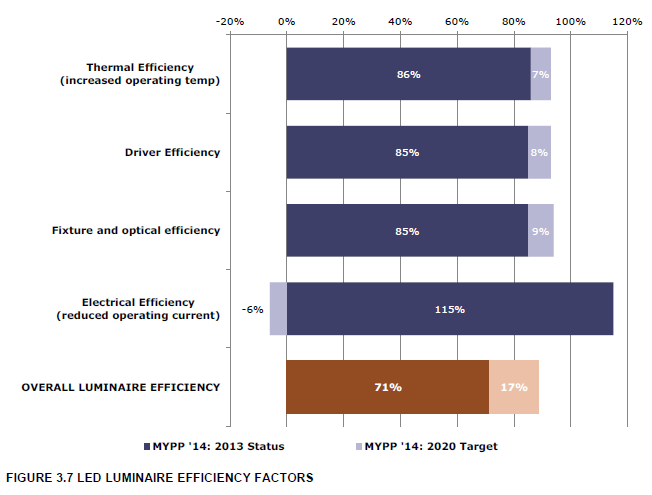 -20% 0% 20% 40% 60% 80% 100% 120%
Thermal Efficiency
(increased operating temp)
86% 7%
Driver Efficiency
85% 8%
Fixture and optical efficiency
85% 9%
Electrical Efficiency
(reduced operating current)
-6% 115%
OVERALL LUMINAIRE EFFICIENCY
71% 17%
MYPP '14: 2013 Status MYPP '14: 2020 Target
FIGURE 3.7 LED LUMINAIRE EFFICIENCY FACTORS